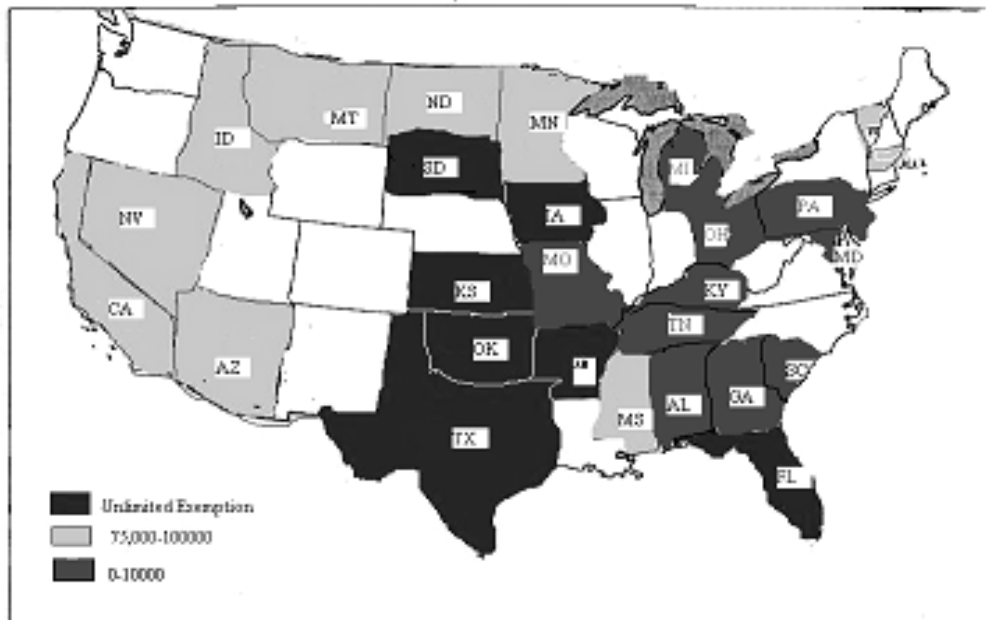 ND
MT
MN
ID
SD
MI
IA
PA
NV
OH
MO
MD
KS
KY
CA
TN
OK
AR
AZ
SC
GA
AL
MS
TX
FL
Unlimited Exemption
75,000-100000
0-10000